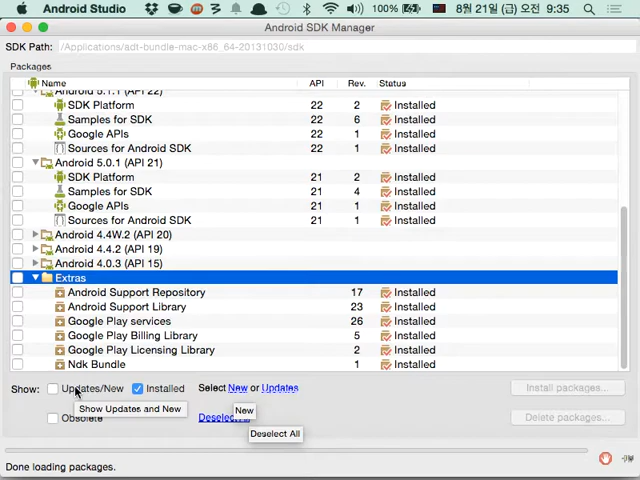 Android Studio 100% 8월 21일 (금) 오전 9:35
Android SDK Manager
SDK Path: /Applications/adt-bundle-mac-x86_64-20131030/sdk
Packages
Name API Rev. Status
Android 5.1.1 (API 22)
SDK Platform 22 2 Installed
Samples for SDK 22 6 Installed
Google APIs 22 1 Installed
Sources for Android SDK 22 1 Installed
Android 5.0.1 (API 21)
SDK Platform 21 2 Installed
Samples for SDK 21 4 Installed
Google APIs 21 1 Installed
Sources for Android SDK 21 1 Installed
Android 4.4W.2 (API 20)
Android 4.4.2 (API 19)
Android 4.0.3 (API 15)
Extras
Android Support Repository 17 Installed
Android Support Library 23 Installed
Google Play services 26 Installed
Google Play Billing Library 5 Installed
Google Play Licensing Library 2 Installed
Ndk Bundle 1 Installed
Show: Updates/New Installed Select New or Updates Install packages...
Show Updates and New New
Obsolete Deselect All Delete packages...
Deselect All
Done loading packages.